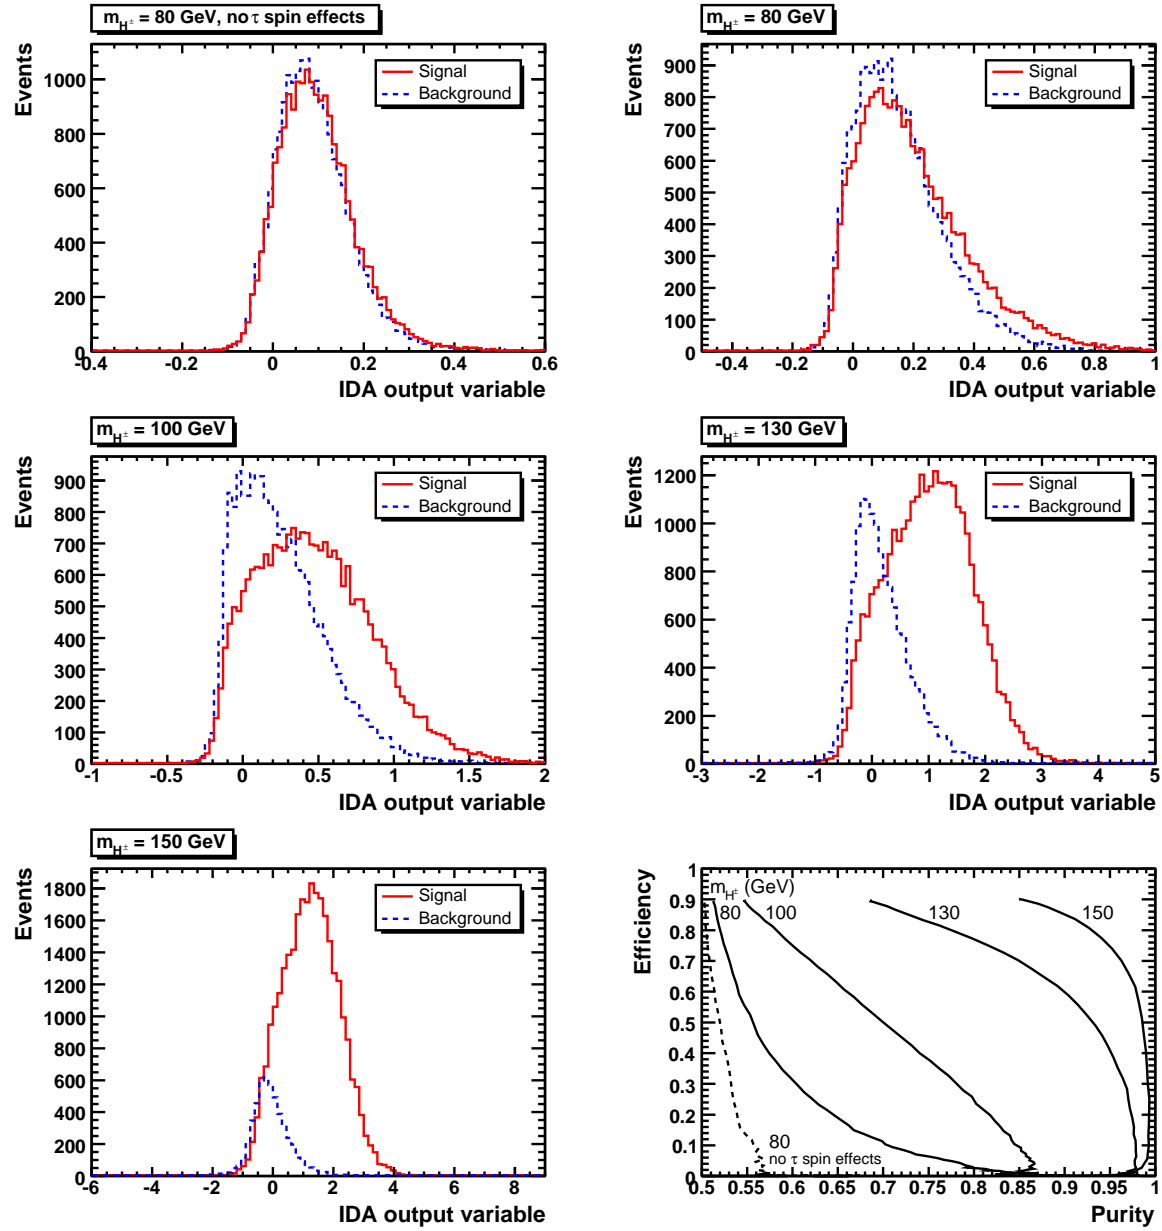 m_H± = 80 GeV, no τ spin effects
Events
1000
800
600
400
200
0
-0.4 -0.2 0 0.2 0.4 0.6
IDA output variable
Signal
Background
m_H± = 80 GeV
Events
900
800
700
600
500
400
300
200
100
0
-0.4 -0.2 0 0.2 0.4 0.6 0.8 1
IDA output variable
Signal
Background
m_H± = 100 GeV
Events
900
800
700
600
500
400
300
200
100
0
-1 -0.5 0 0.5 1 1.5 2
IDA output variable
Signal
Background
m_H± = 130 GeV
Events
1200
1000
800
600
400
200
0
-3 -2 -1 0 1 2 3 4 5
IDA output variable
Signal
Background
m_H± = 150 GeV
Events
1800
1600
1400
1200
1000
800
600
400
200
0
-6 -4 -2 0 2 4 6 8
IDA output variable
Signal
Background
Efficiency
1
0.9
0.8
0.7
0.6
0.5
0.4
0.3
0.2
0.1
0
m_H± (GeV)
80 100 130 150
80
no τ spin effects
0.5 0.55 0.6 0.65 0.7 0.75 0.8 0.85 0.9 0.95 1
Purity